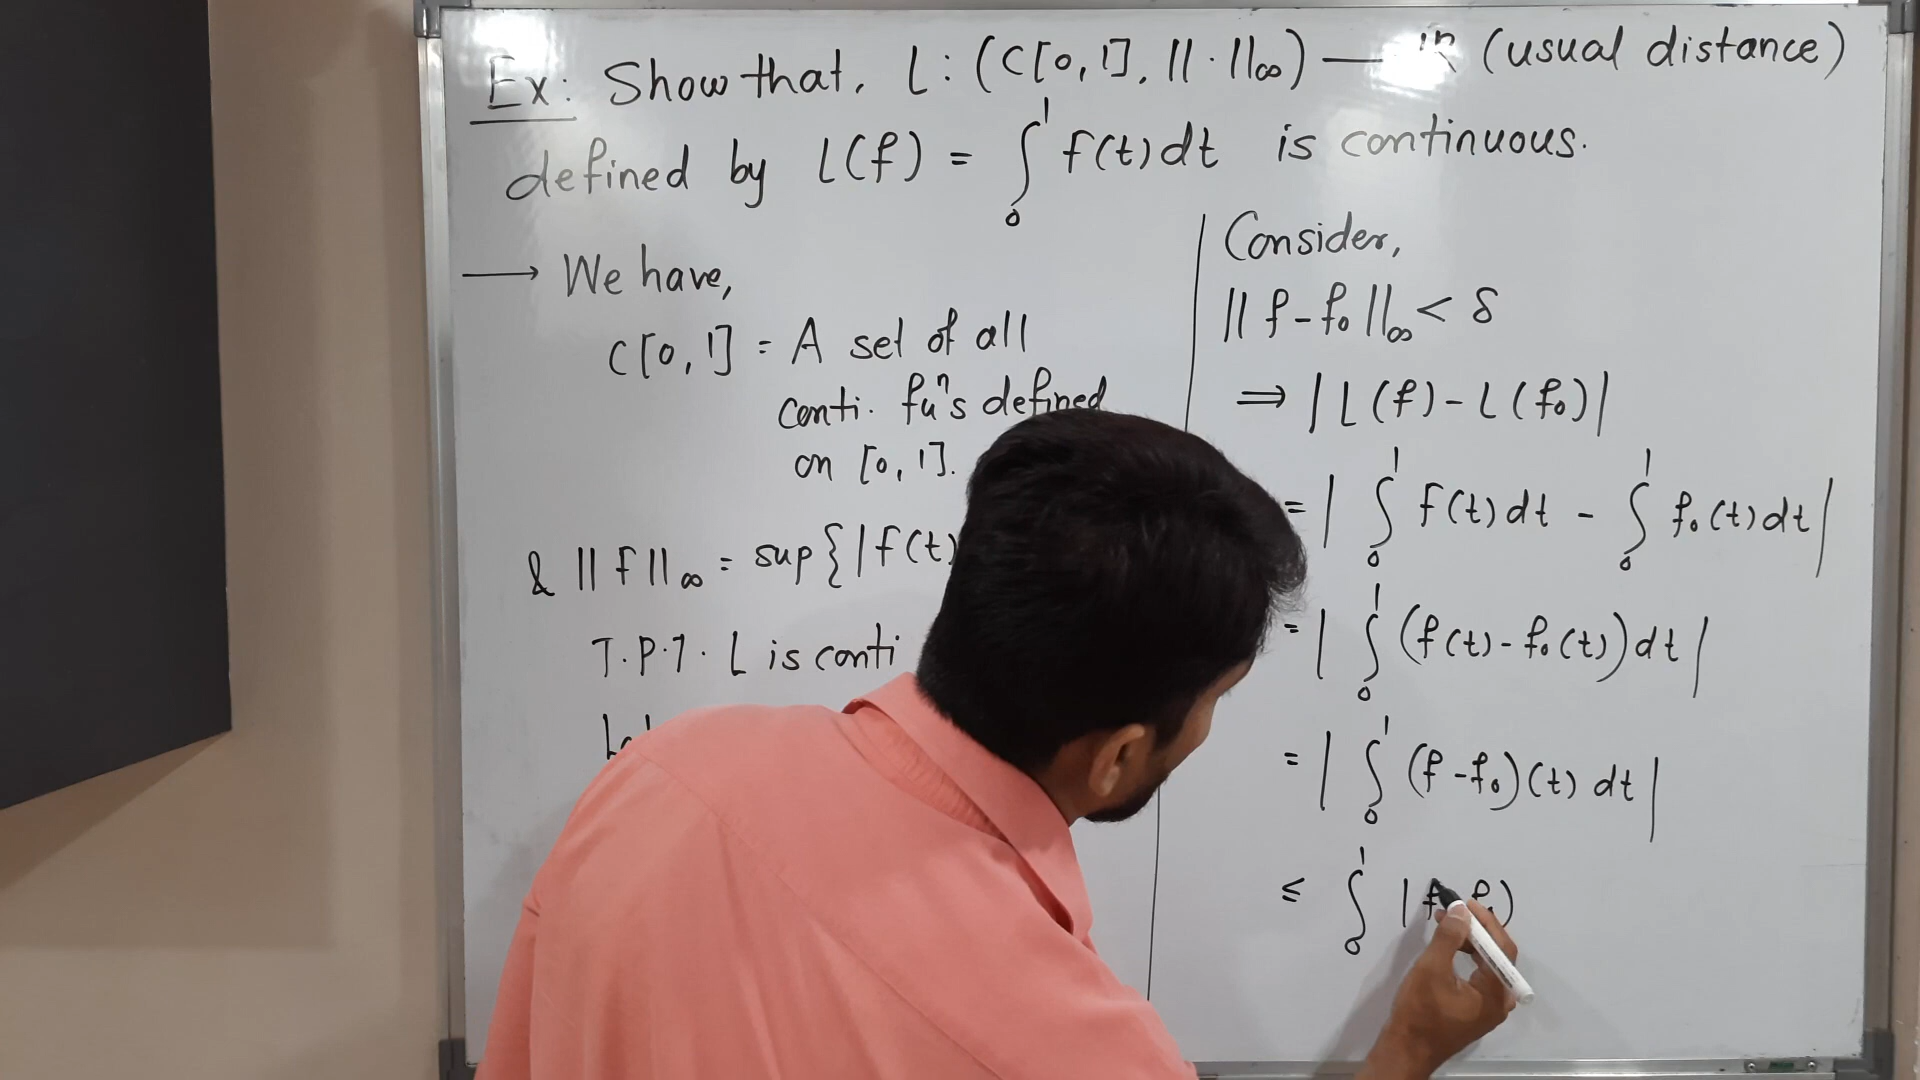 Ex: Show that, L : (C[0,1], ||·||∞) — ℝ (usual distance)
defined by L(f) = ∫₀¹ f(t)dt is continuous.
→ We have,
C[0,1] = A set of all
conti. fuⁿ's defined
on [0,1].
& ||f||∞ = sup{|f(t)
T.P.T. L is conti
Consider,
||f-f₀||∞ < δ
⇒ |L(f)-L(f₀)|
= |∫₀¹ f(t)dt - ∫₀¹ f₀(t)dt|
= |∫₀¹ (f(t)-f₀(t))dt|
= |∫₀¹ (f-f₀)(t) dt|
≤ ∫₀¹ |f